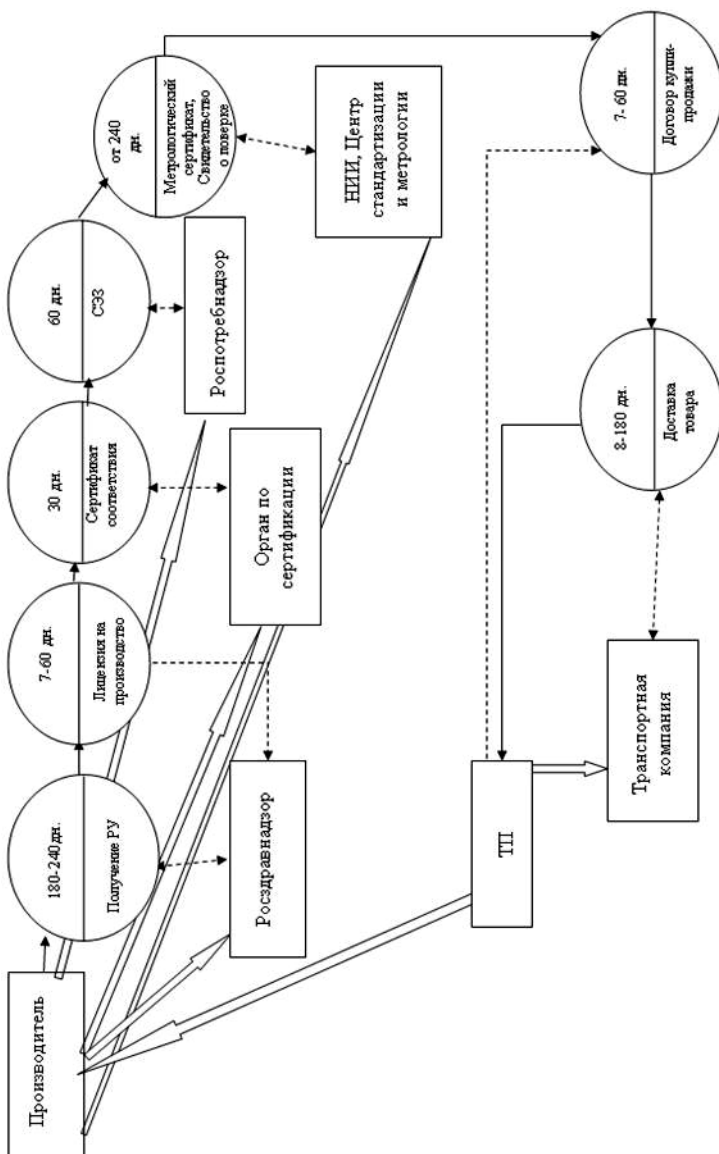 Производитель
180-240дн.
Получение РУ
7-60 дн.
Лицензия на
производство
30 дн.
Сертификат
соответствия
60 дн.
СЭЗ
от 240
дн.
Метрологический
сертификат,
Свидетельство
о поверке
Росздравнадзор
Орган по
сертификации
Роспотребнадзор
НИИ, Центр
стандартизации
и метрологии
ТП
Транспортная
компания
8-180 дн.
Доставка
товара
7- 60 дн.
Договор купли-
продажи